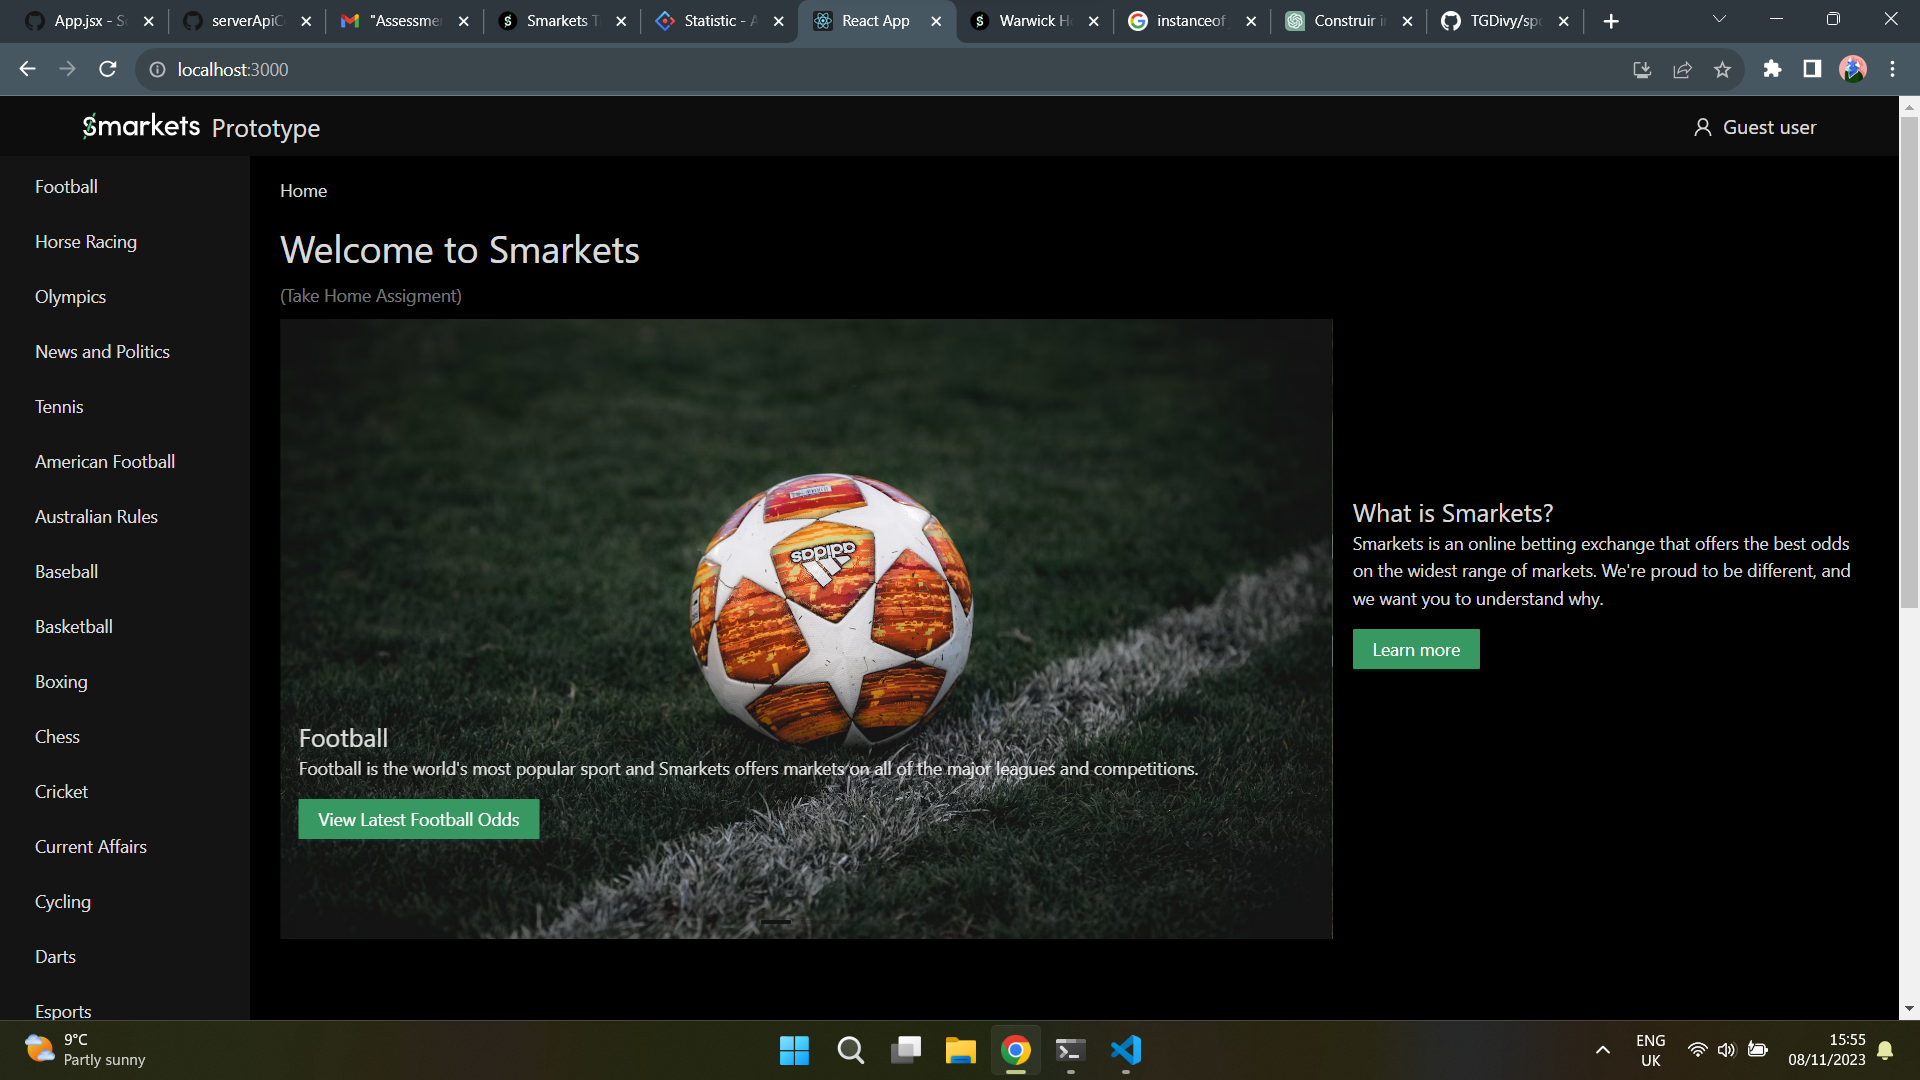 App.jsx - So
serverApiCo
"Assessmen
Smarkets T
Statistic - A
React App
Warwick Ho
instanceof
Construir i
TGDivy/spo
localhost:3000
Smarkets Prototype
Guest user
Football
Horse Racing
Olympics
News and Politics
Tennis
American Football
Australian Rules
Baseball
Basketball
Boxing
Chess
Cricket
Current Affairs
Cycling
Darts
Esports
Home
Welcome to Smarkets
(Take Home Assigment)
adidas
Football
Football is the world's most popular sport and Smarkets offers markets on all of the major leagues and competitions.
View Latest Football Odds
What is Smarkets?
Smarkets is an online betting exchange that offers the best odds
on the widest range of markets. We're proud to be different, and
we want you to understand why.
Learn more
9°C
Partly sunny
ENG
UK
15:55
08/11/2023